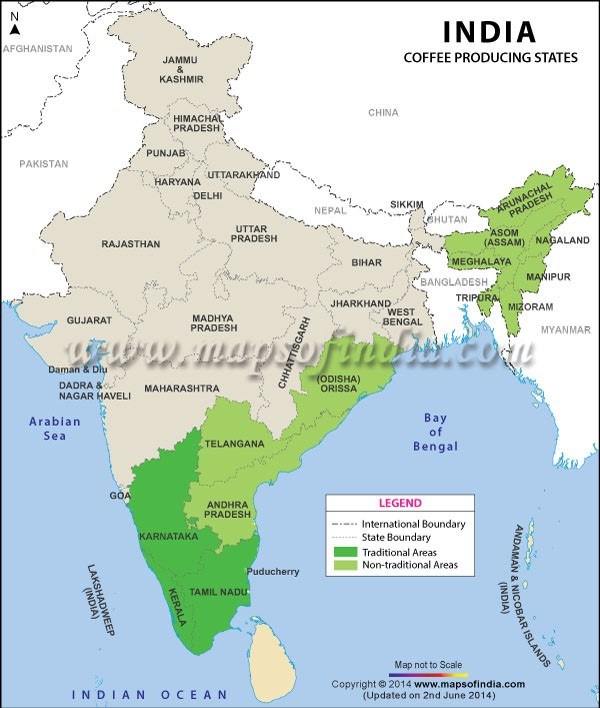 N
INDIA
COFFEE PRODUCING STATES
AFGHANISTAN
JAMMU
&
KASHMIR
CHINA
HIMACHAL
PRADESH
PAKISTAN
PUNJAB
UTTARAKHAND
HARYANA
DELHI
NEPAL
SIKKIM
BHUTAN
ARUNACHAL
PRADESH
RAJASTHAN
UTTAR
PRADESH
ASOM
(ASSAM)
NAGALAND
BIHAR
MEGHALAYA
MANIPUR
BANGLADESH
JHARKHAND
TRIPURA
MIZORAM
WEST
BENGAL
GUJARAT
MADHYA
PRADESH
CHHATTISGARH
MYANMAR
www.mapsofindia.com
Daman & Diu
DADRA &
NAGAR HAVELI
MAHARASHTRA
(ODISHA)
ORISSA
Arabian
Sea
Bay
of
Bengal
TELANGANA
GOA
ANDHRA
PRADESH
KARNATAKA
LEGEND
International Boundary
State Boundary
Traditional Areas
Non-traditional Areas
Puducherry
TAMIL NADU
KERALA
LAKSHADWEEP
(INDIA)
ANDAMAN & NICOBAR ISLANDS
(INDIA)
INDIAN OCEAN
Map not to Scale
Copyright © 2014 www.mapsofindia.com
(Updated on 2nd June 2014)